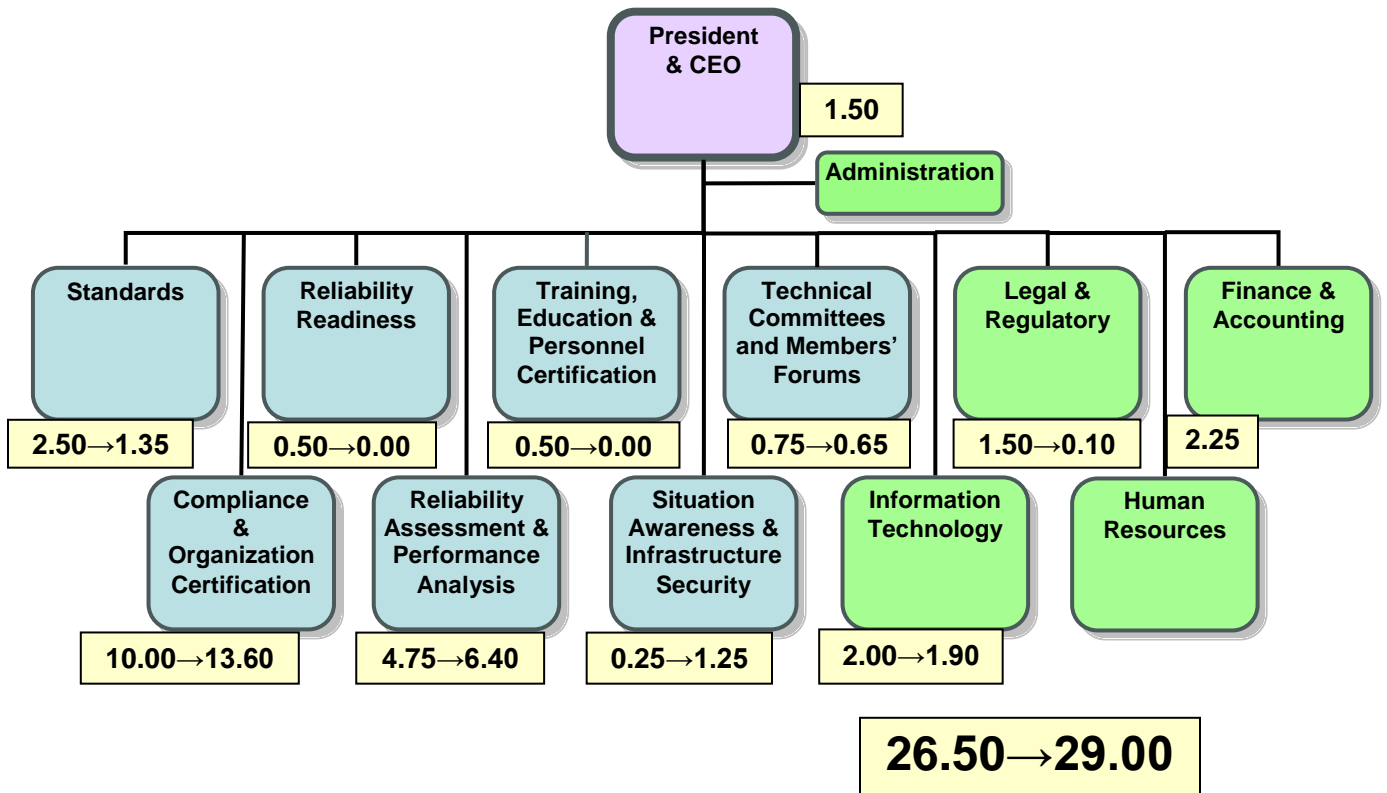 President
& CEO
1.50
Administration
Standards
2.50→1.35
Reliability
Readiness
0.50→0.00
Training,
Education &
Personnel
Certification
0.50→0.00
Technical
Committees
and Members’
Forums
0.75→0.65
Legal &
Regulatory
1.50→0.10
Finance &
Accounting
2.25
Compliance
&
Organization
Certification
10.00→13.60
Reliability
Assessment &
Performance
Analysis
4.75→6.40
Situation
Awareness &
Infrastructure
Security
0.25→1.25
Information
Technology
2.00→1.90
Human
Resources
26.50→29.00